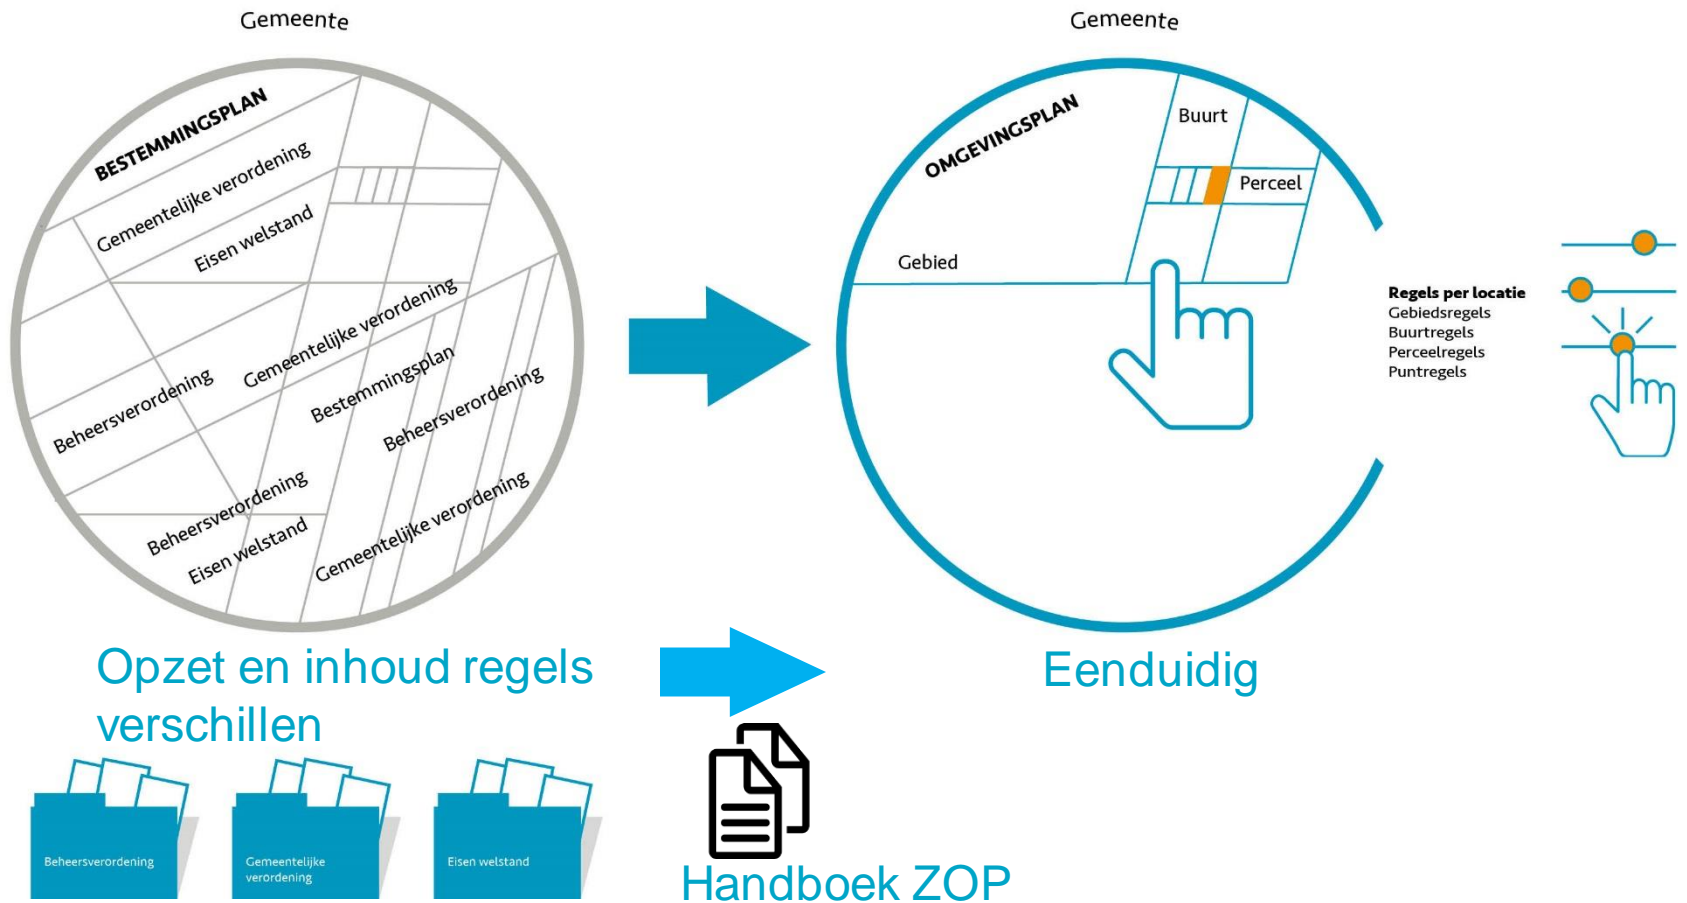 Gemeente
BESTEMMINGSPLAN
Gemeentelijke verordening
Eisen welstand
Gemeentelijke verordening
Bestemmingsplan
Beheersverordening
Beheersverordening
Beheersverordening
Eisen welstand
Gemeentelijke verordening
Gemeente
OMGEVINGSPLAN
Buurt
Perceel
Gebied
Regels per locatie
Gebiedsregels
Buurtregels
Perceelregels
Puntregels
Opzet en inhoud regels
verschillen
Eenduidig
Beheersverordening
Gemeentelijke
verordening
Eisen welstand
Handboek ZOP